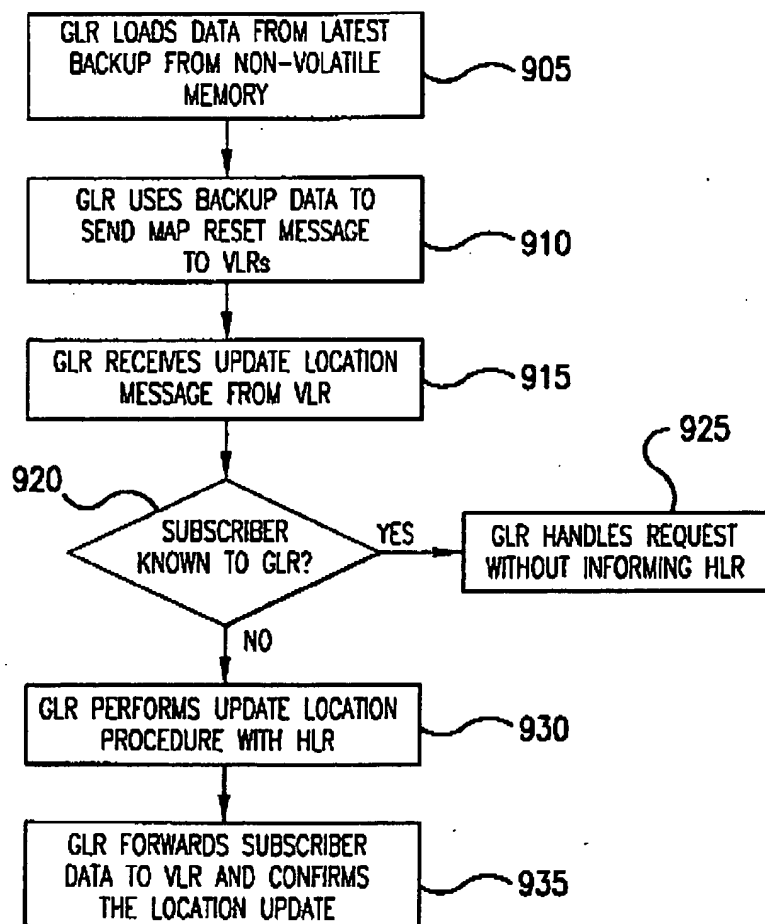 GLR LOADS DATA FROM LATEST
BACKUP FROM NON-VOLATILE
MEMORY
905
GLR USES BACKUP DATA TO
SEND MAP RESET MESSAGE
TO VLRs
910
GLR RECEIVES UPDATE LOCATION
MESSAGE FROM VLR
915
920
SUBSCRIBER
KNOWN TO GLR?
YES
925
GLR HANDLES REQUEST
WITHOUT INFORMING HLR
NO
GLR PERFORMS UPDATE LOCATION
PROCEDURE WITH HLR
930
GLR FORWARDS SUBSCRIBER
DATA TO VLR AND CONFIRMS
THE LOCATION UPDATE
935